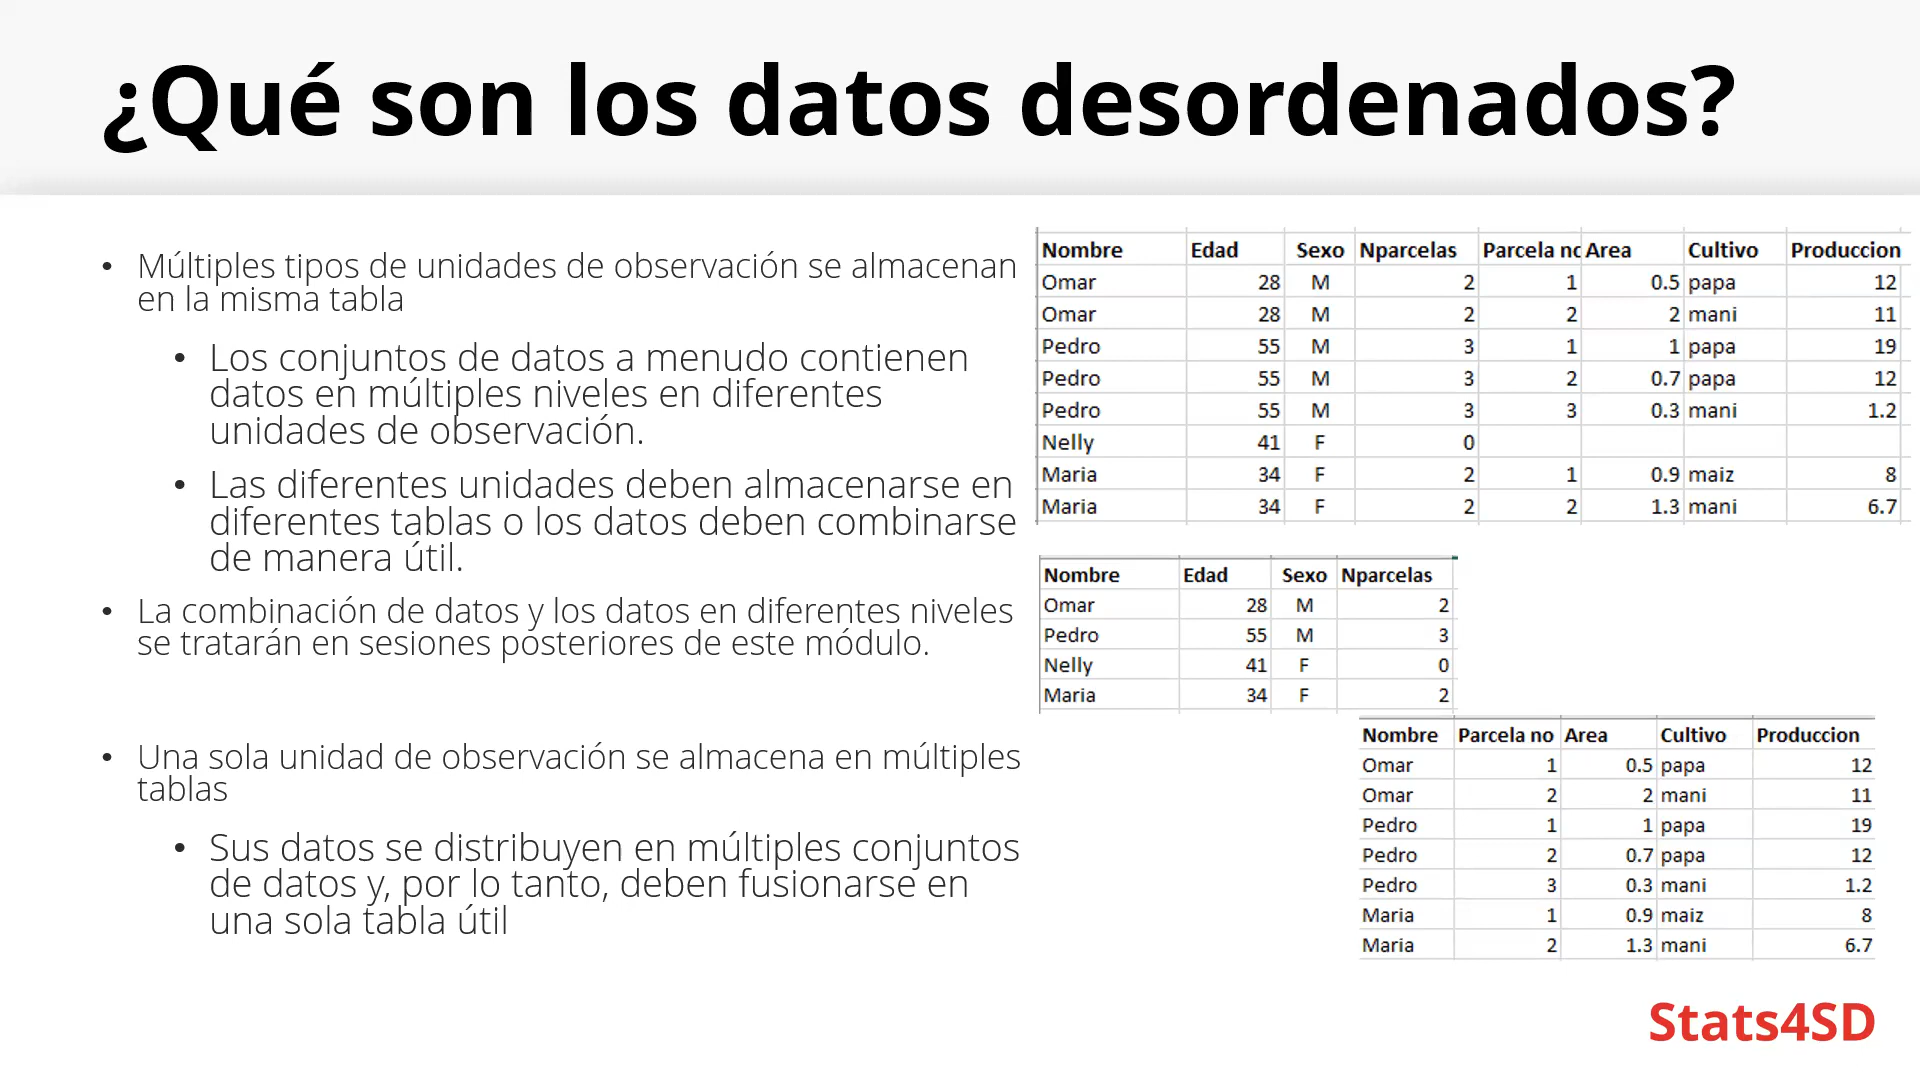 ¿Qué son los datos desordenados?
• Múltiples tipos de unidades de observación se almacenan
en la misma tabla
• Los conjuntos de datos a menudo contienen
datos en múltiples niveles en diferentes
unidades de observación.
• Las diferentes unidades deben almacenarse en
diferentes tablas o los datos deben combinarse
de manera útil.
• La combinación de datos y los datos en diferentes niveles
se tratarán en sesiones posteriores de este módulo.
• Una sola unidad de observación se almacena en múltiples
tablas
• Sus datos se distribuyen en múltiples conjuntos
de datos y, por lo tanto, deben fusionarse en
una sola tabla útil
Nombre Edad Sexo Nparcelas Parcela no Area Cultivo Produccion
Omar 28 M 2 1 0.5 papa 12
Omar 28 M 2 2 2 mani 11
Pedro 55 M 3 1 1 papa 19
Pedro 55 M 3 2 0.7 papa 12
Pedro 55 M 3 3 0.3 mani 1.2
Nelly 41 F 0
Maria 34 F 2 1 0.9 maiz 8
Maria 34 F 2 2 1.3 mani 6.7
Nombre Edad Sexo Nparcelas
Omar 28 M 2
Pedro 55 M 3
Nelly 41 F 0
Maria 34 F 2
Nombre Parcela no Area Cultivo Produccion
Omar 1 0.5 papa 12
Omar 2 2 mani 11
Pedro 1 1 papa 19
Pedro 2 0.7 papa 12
Pedro 3 0.3 mani 1.2
Maria 1 0.9 maiz 8
Maria 2 1.3 mani 6.7
Stats4SD